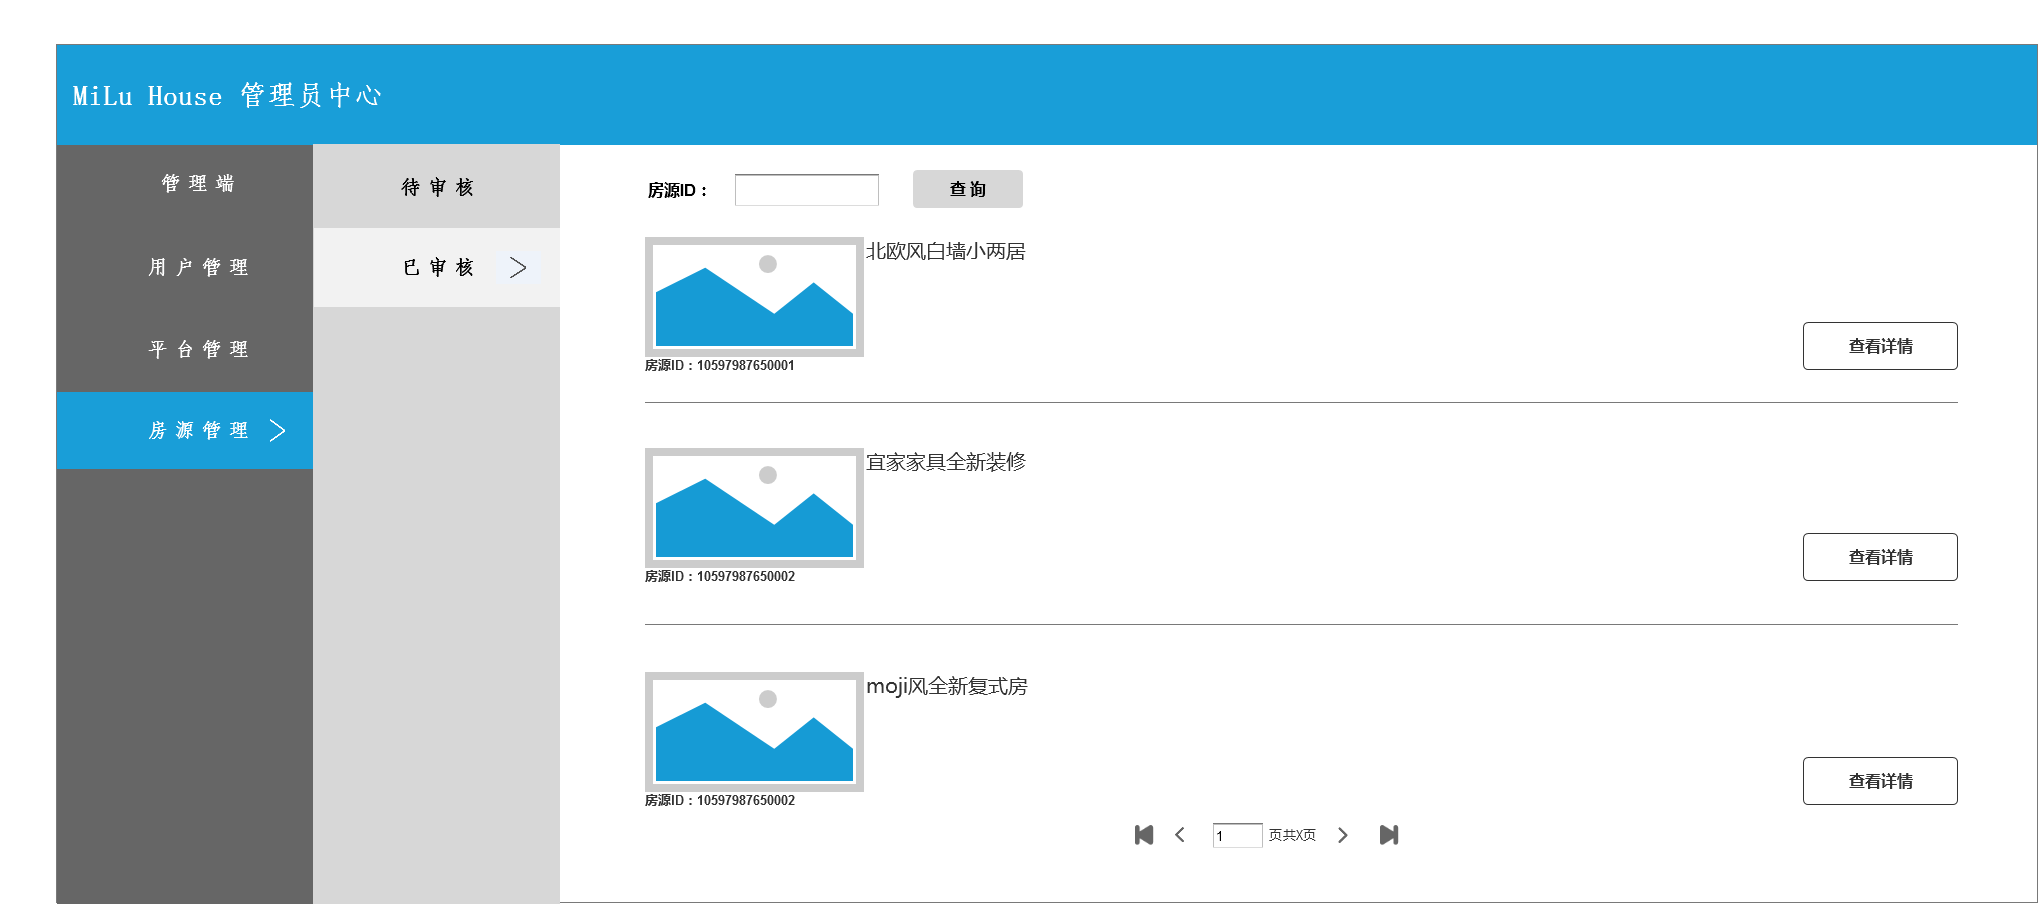 MiLu House 管理员中心
管 理 端
用 户 管 理
平 台 管 理
房 源 管 理
待 审 核
已 审 核
房源ID：
查 询
北欧风白墙小两居
房源ID：10597987650001
查看详情
宜家家具全新装修
房源ID：10597987650002
查看详情
moji风全新复式房
房源ID：10597987650002
查看详情
1 页共X页